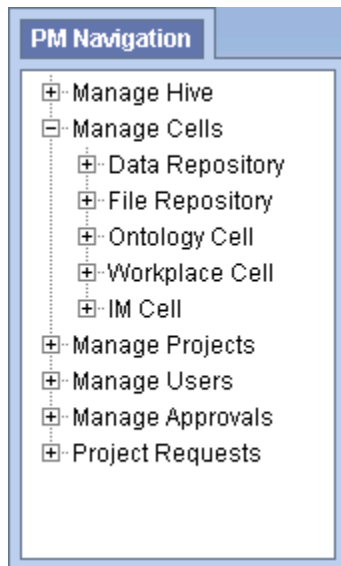 PM Navigation
Manage Hive
Manage Cells
Data Repository
File Repository
Ontology Cell
Workplace Cell
IM Cell
Manage Projects
Manage Users
Manage Approvals
Project Requests